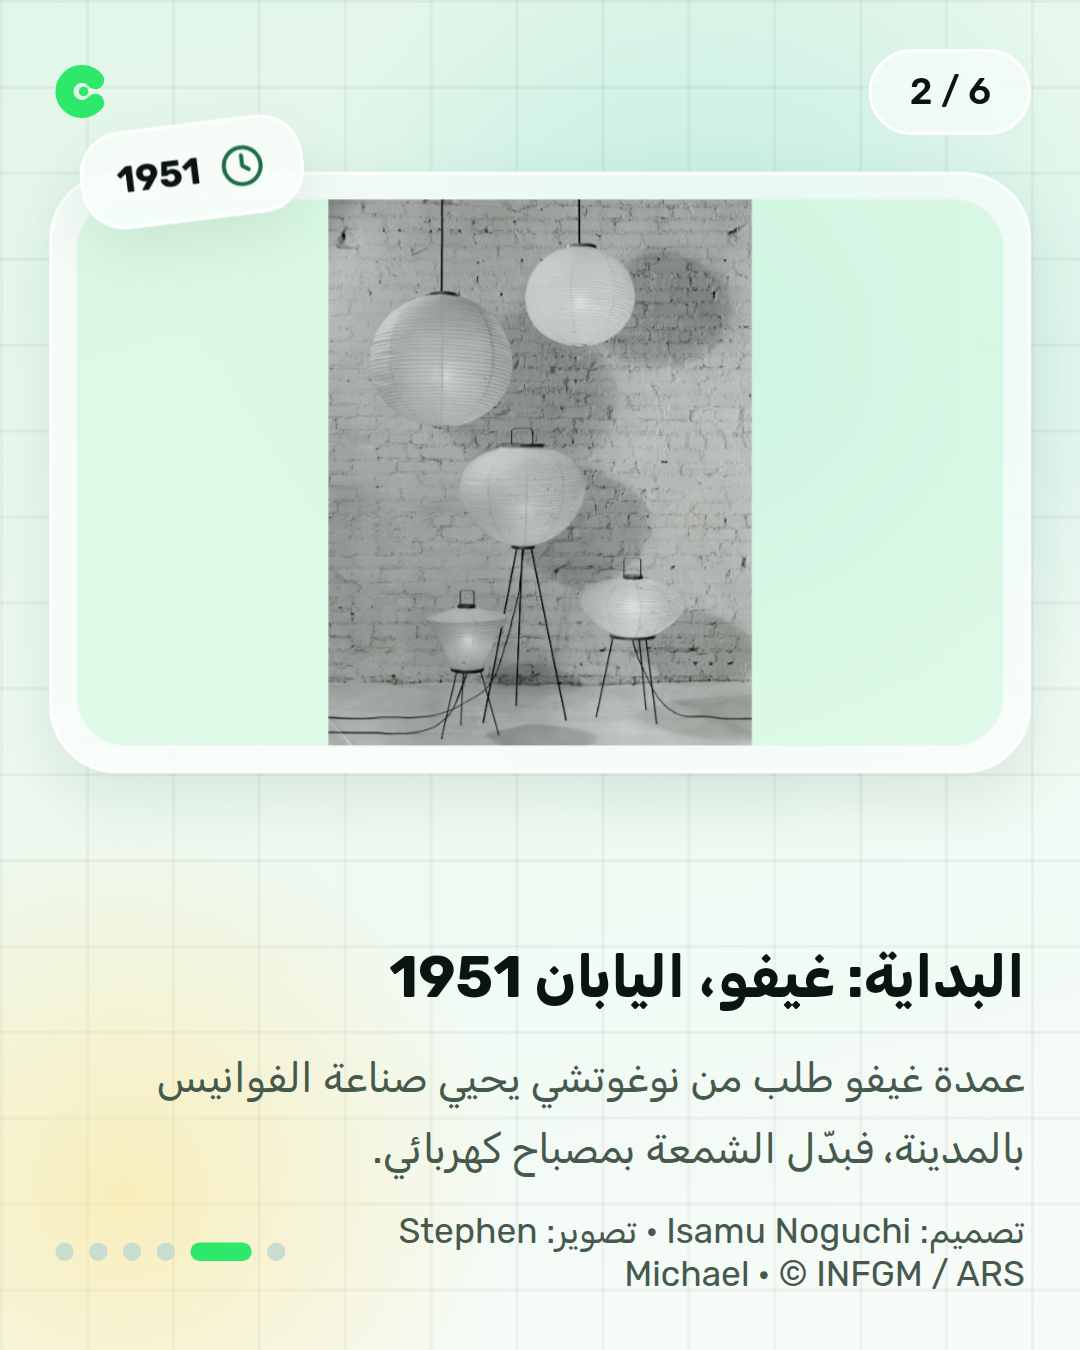 2 / 6
1951
البداية: غيفو، اليابان 1951
عمدة غيفو طلب من نوغوتشي يحيي صناعة الفوانيس
بالمدينة، فبدّل الشمعة بمصباح كهربائي.
تصميم: Isamu Noguchi • تصوير: Stephen
Michael • © INFGM / ARS